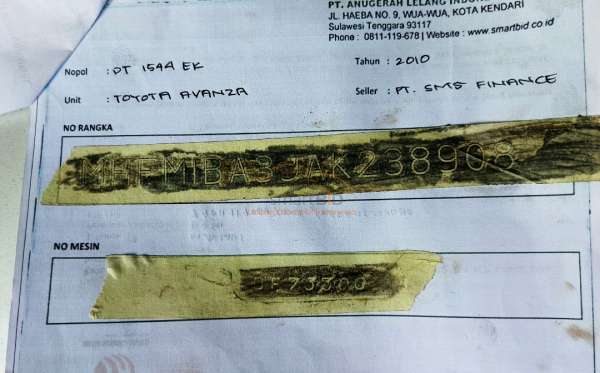 PT. ANUGERAH LELANG INDO
JL. HAEBA NO. 9, WUA-WUA, KOTA KENDARI
Sulawesi Tenggara 93117
Phone : 0811-119-678 | Website : www.smartbid.co.id
Nopol : DT 1544 EK Tahun : 2010
Unit : TOYOTA AVANZA Seller : PT. SMS FINANCE
NO RANGKA
MHFM1BA3JAK238908
NO MESIN
DF73300